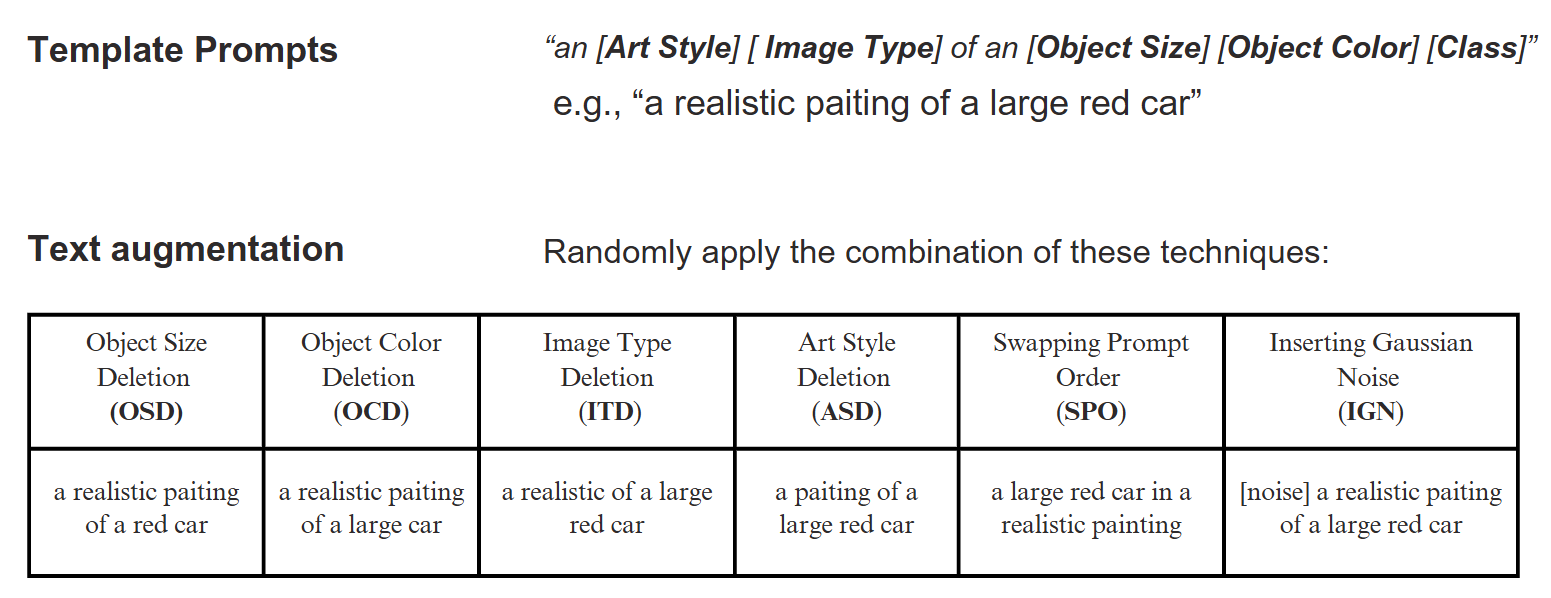 Template Prompts
“an [Art Style] [ Image Type] of an [Object Size] [Object Color] [Class]”
e.g., “a realistic paiting of a large red car”
Text augmentation
Randomly apply the combination of these techniques:
Object Size
Deletion
(OSD)
Object Color
Deletion
(OCD)
Image Type
Deletion
(ITD)
Art Style
Deletion
(ASD)
Swapping Prompt
Order
(SPO)
Inserting Gaussian
Noise
(IGN)
a realistic paiting
of a red car
a realistic paiting
of a large car
a realistic of a large
red car
a paiting of a
large red car
a large red car in a
realistic painting
[noise] a realistic paiting
of a large red car